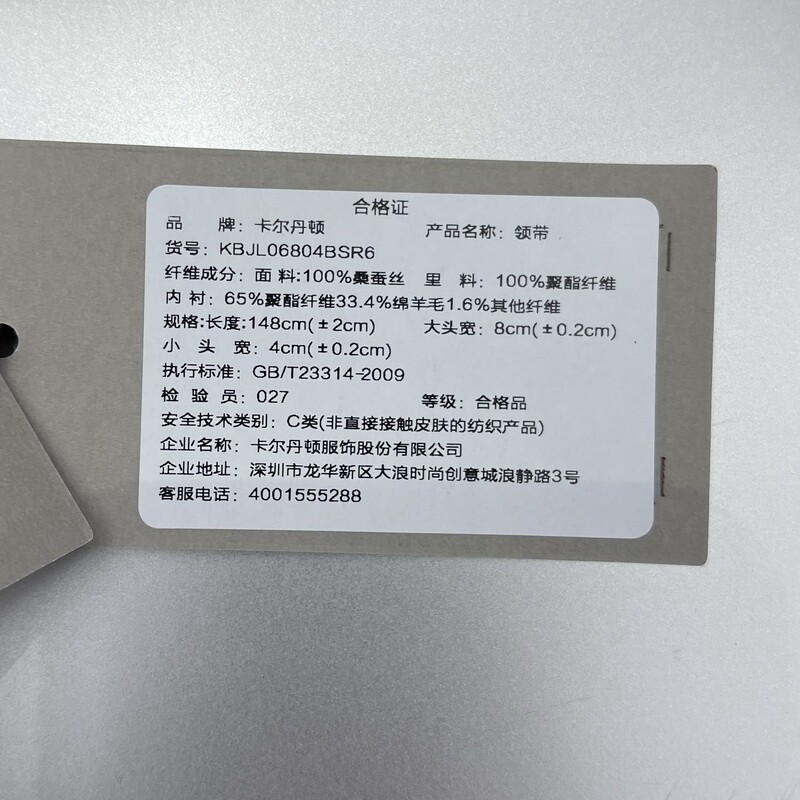 合格证
品 牌：卡尔丹顿 产品名称：领带
货号：KBJL06804BSR6
纤维成分：面 料:100%桑蚕丝 里 料：100%聚酯纤维
内 衬：65%聚酯纤维33.4%绵羊毛1.6%其他纤维
规格:长度:148cm(±2cm) 大头宽：8cm(±0.2cm)
小 头 宽：4cm(±0.2cm)
执行标准：GB/T23314-2009
检 验 员：027 等级：合格品
安全技术类别：C类(非直接接触皮肤的纺织产品)
企业名称：卡尔丹顿服饰股份有限公司
企业地址：深圳市龙华新区大浪时尚创意城浪静路3号
客服电话：4001555288